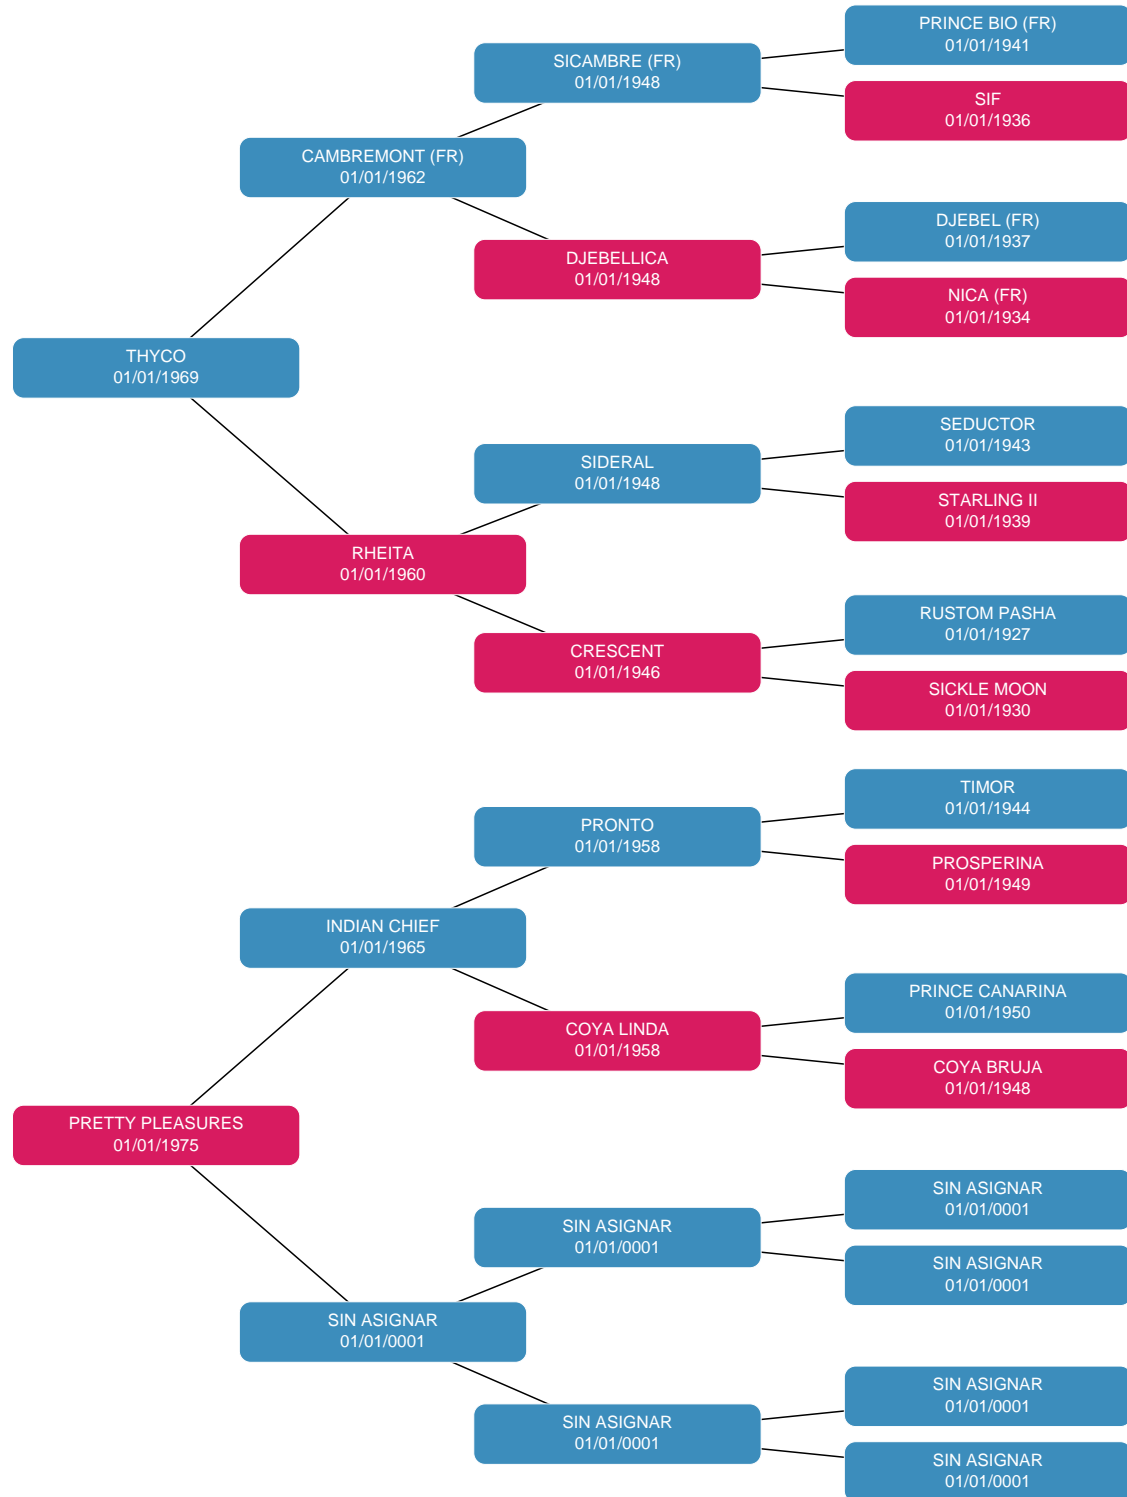 PRINCE BIO (FR)
01/01/1941
SICAMBRE (FR)
01/01/1948
SIF
01/01/1936
CAMBREMONT (FR)
01/01/1962
DJEBEL (FR)
01/01/1937
DJEBELLICA
01/01/1948
NICA (FR)
01/01/1934
THYCO
01/01/1969
SEDUCTOR
01/01/1943
SIDERAL
01/01/1948
STARLING II
01/01/1939
RHEITA
01/01/1960
RUSTOM PASHA
01/01/1927
CRESCENT
01/01/1946
SICKLE MOON
01/01/1930
TIMOR
01/01/1944
PRONTO
01/01/1958
PROSPERINA
01/01/1949
INDIAN CHIEF
01/01/1965
PRINCE CANARINA
01/01/1950
COYA LINDA
01/01/1958
COYA BRUJA
01/01/1948
PRETTY PLEASURES
01/01/1975
SIN ASIGNAR
01/01/0001
SIN ASIGNAR
01/01/0001
SIN ASIGNAR
01/01/0001
SIN ASIGNAR
01/01/0001
SIN ASIGNAR
01/01/0001
SIN ASIGNAR
01/01/0001
SIN ASIGNAR
01/01/0001